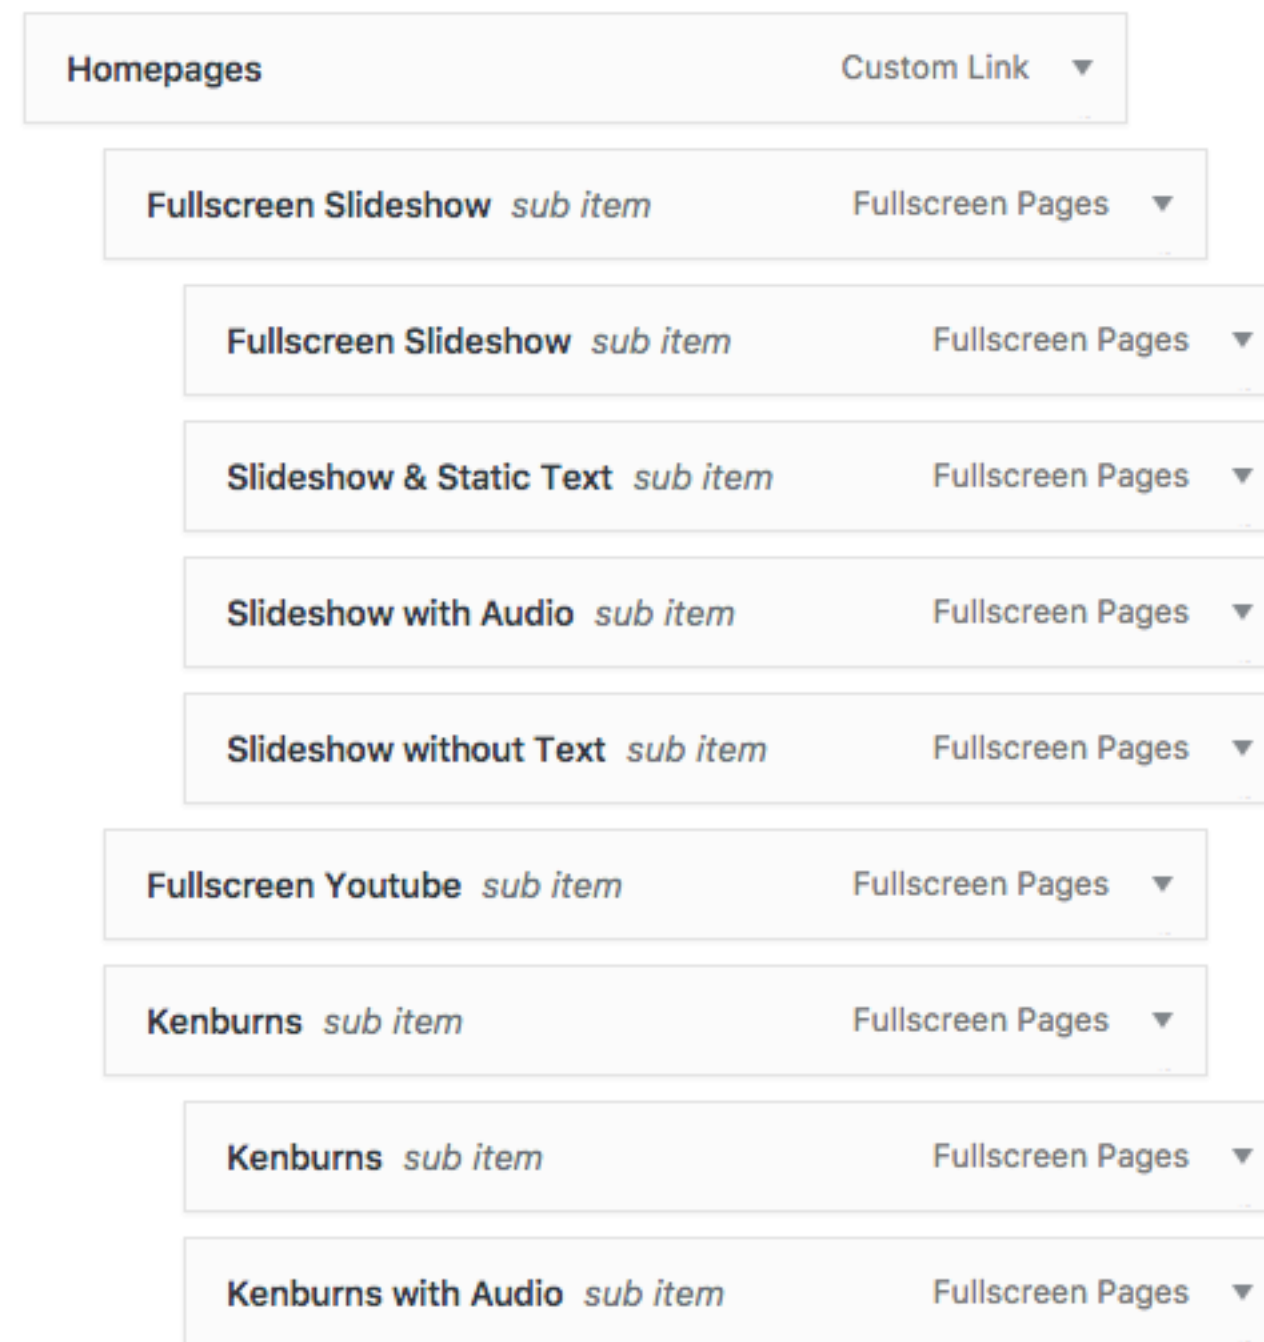 Homepages Custom Link
Fullscreen Slideshow sub item Fullscreen Pages
Fullscreen Slideshow sub item Fullscreen Pages
Slideshow & Static Text sub item Fullscreen Pages
Slideshow with Audio sub item Fullscreen Pages
Slideshow without Text sub item Fullscreen Pages
Fullscreen Youtube sub item Fullscreen Pages
Kenburns sub item Fullscreen Pages
Kenburns sub item Fullscreen Pages
Kenburns with Audio sub item Fullscreen Pages